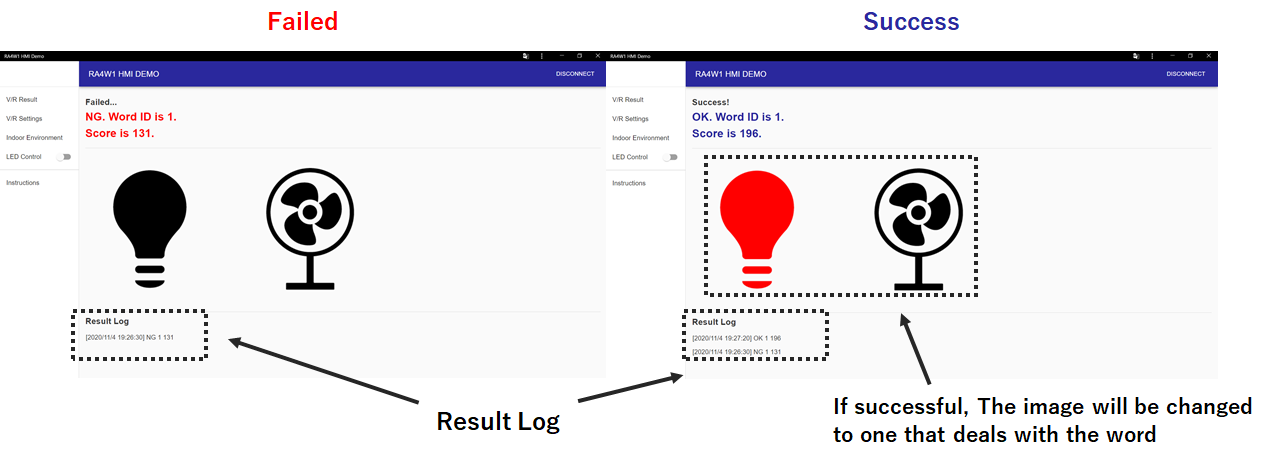 Failed
Success
RA4W1 HMI Demo
RA4W1 HMI DEMO
DISCONNECT
V/R Result
V/R Settings
Indoor Environment
LED Control
Instructions
Failed...
NG. Word ID is 1.
Score is 131.
Result Log
[2020/11/4 19:26:30] NG 1 131
RA4W1 HMI Demo
RA4W1 HMI DEMO
DISCONNECT
V/R Result
V/R Settings
Indoor Environment
LED Control
Instructions
Success!
OK. Word ID is 1.
Score is 196.
Result Log
[2020/11/4 19:27:20] OK 1 196
[2020/11/4 19:26:30] NG 1 131
Result Log
If successful, The image will be changed
to one that deals with the word